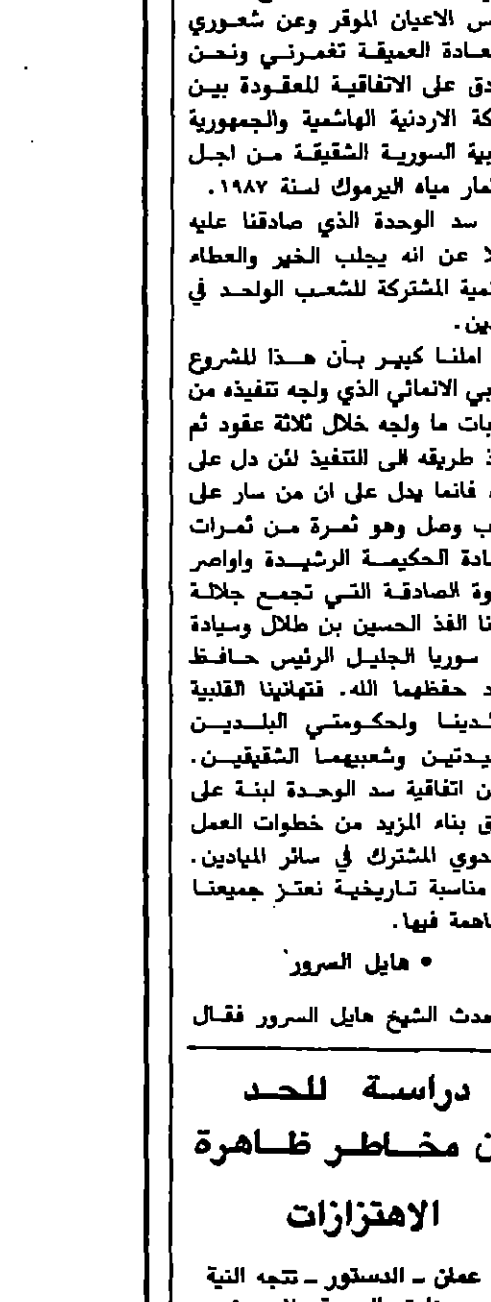 س الاعيان الموقر وعن شعوري
عادة العميقة تغمرني ونحن
دق على الاتفاقية المعقودة بين
كة الاردنية الهاشمية والجمهورية
بية السورية الشقيقة من اجل
مار مياه اليرموك لسنة ١٩٨٧.
سد الوحدة الذي صادقنا عليه
لا عن انه يجلب الخير والعطاء
مية المشتركة للشعب الواحد في
ين.
املنا كبير بأن هذا المشروع
بي الانمائي الذي واجه تنفيذه من
بات ما واجه خلال ثلاثة عقود ثم
ذ طريقه الى التنفيذ لئن دل على
، فانما يدل على ان من سار على
ب وصل وهو ثمرة من ثمرات
ادة الحكيمة الرشيدة واواصر
وة الصادقة التي تجمع جلالة
نا الفذ الحسين بن طلال وسيادة
سوريا الجليل الرئيس حافظ
د حفظهما الله. فتهانينا القلبية
دينا ولحكومتي البلدين
يدتين وشعبيهما الشقيقين.
ن اتفاقية سد الوحدة لبنة على
ق بناء المزيد من خطوات العمل
دوي المشترك في سائر الميادين.
مناسبة تاريخية نعتز جميعنا
اهمة فيها.
• هايل السرور
دث الشيخ هايل السرور فقال
دراسة للحد
ن مخاطر ظاهرة
الاهتزازات
عمان ـ الدستور ـ تتجه النية